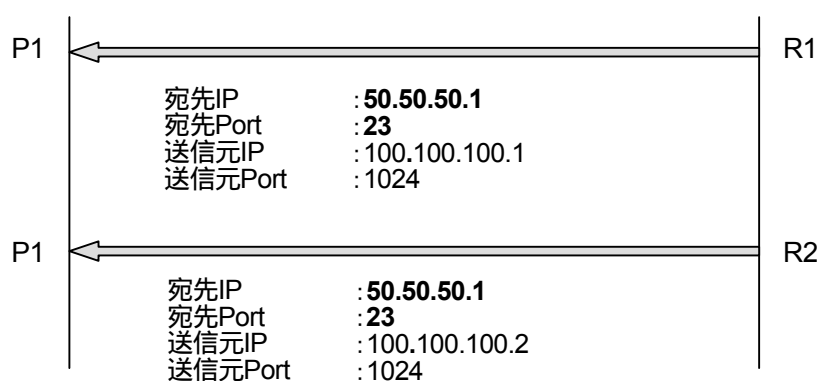 P1 R1
宛先IP :50.50.50.1
宛先Port :23
送信元IP :100.100.100.1
送信元Port :1024
P1 R2
宛先IP :50.50.50.1
宛先Port :23
送信元IP :100.100.100.2
送信元Port :1024